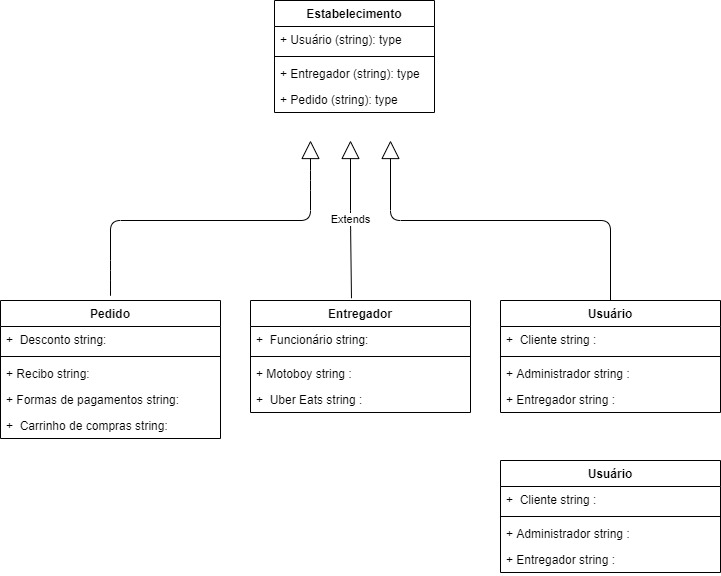 Estabelecimento
+ Usuário (string): type
+ Entregador (string): type
+ Pedido (string): type
Extends
Pedido
+ Desconto string:
+ Recibo string:
+ Formas de pagamentos string:
+ Carrinho de compras string:
Entregador
+ Funcionário string:
+ Motoboy string :
+ Uber Eats string :
Usuário
+ Cliente string :
+ Administrador string :
+ Entregador string :
Usuário
+ Cliente string :
+ Administrador string :
+ Entregador string :